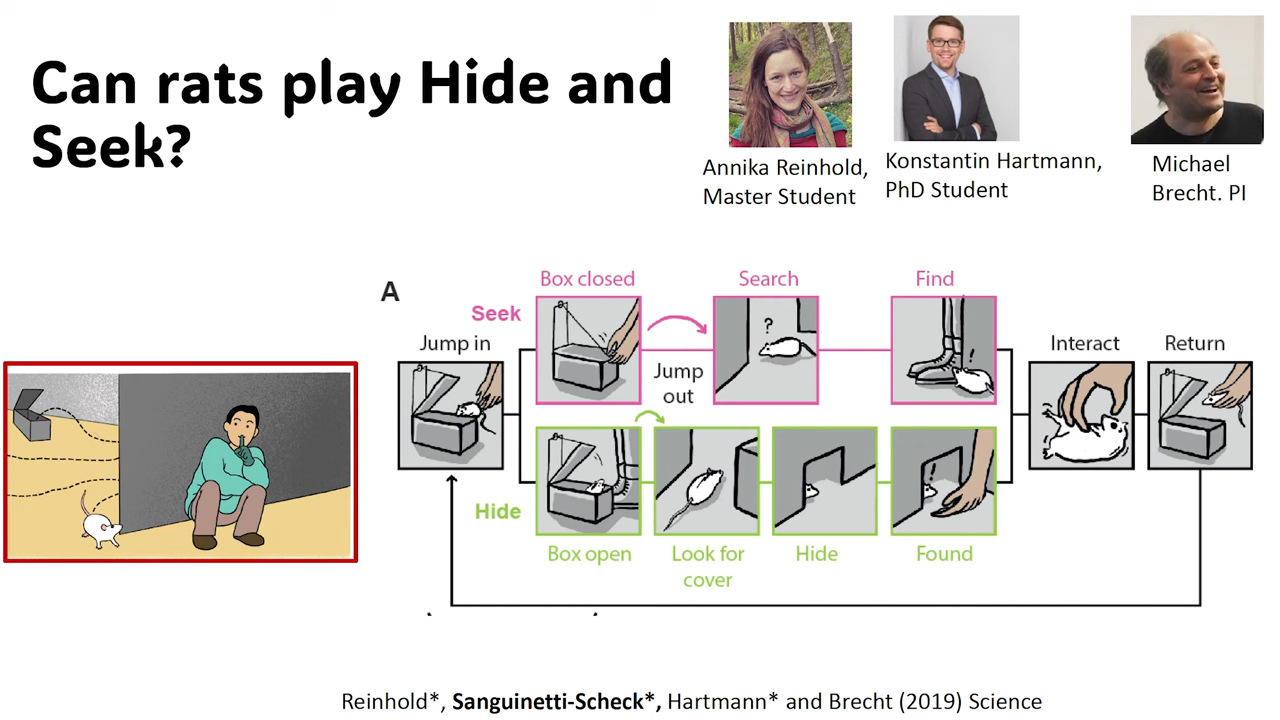 Can rats play Hide and
Seek?
Annika Reinhold,
Master Student
Konstantin Hartmann,
PhD Student
Michael
Brecht. PI
A
Box closed
Search
Find
Seek
Jump in
?
!
Jump
out
Interact
Return
Hide
!
Box open
Look for
cover
Hide
Found
Reinhold*, Sanguinetti-Scheck*, Hartmann* and Brecht (2019) Science